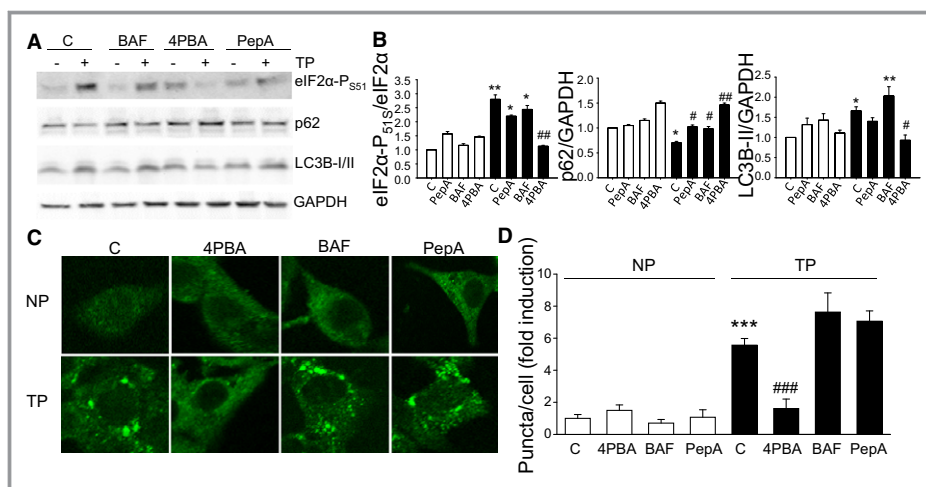 A
C BAF 4PBA PepA
- + - + - + - + TP
eIF2α-P S51
p62
LC3B-I/II
GAPDH
B
eIF2α-P51S/eIF2α
3.5
3.0
2.5
2.0
1.5
1.0
0.5
0.0
** * * ##
C PepA BAF 4PBA C PepA BAF 4PBA
p62/GAPDH
2.0
1.5
1.0
0.5
0.0
* # # ##
C PepA BAF 4PBA C PepA BAF 4PBA
LC3B-II/GAPDH
2.5
2.0
1.5
1.0
0.5
0.0
* ** #
C PepA BAF 4PBA C PepA BAF 4PBA
C
C 4PBA BAF PepA
NP
TP
D
NP TP
Puncta/cell (fold induction)
10
8
6
4
2
0
*** ###
C 4PBA BAF PepA C 4PBA BAF PepA